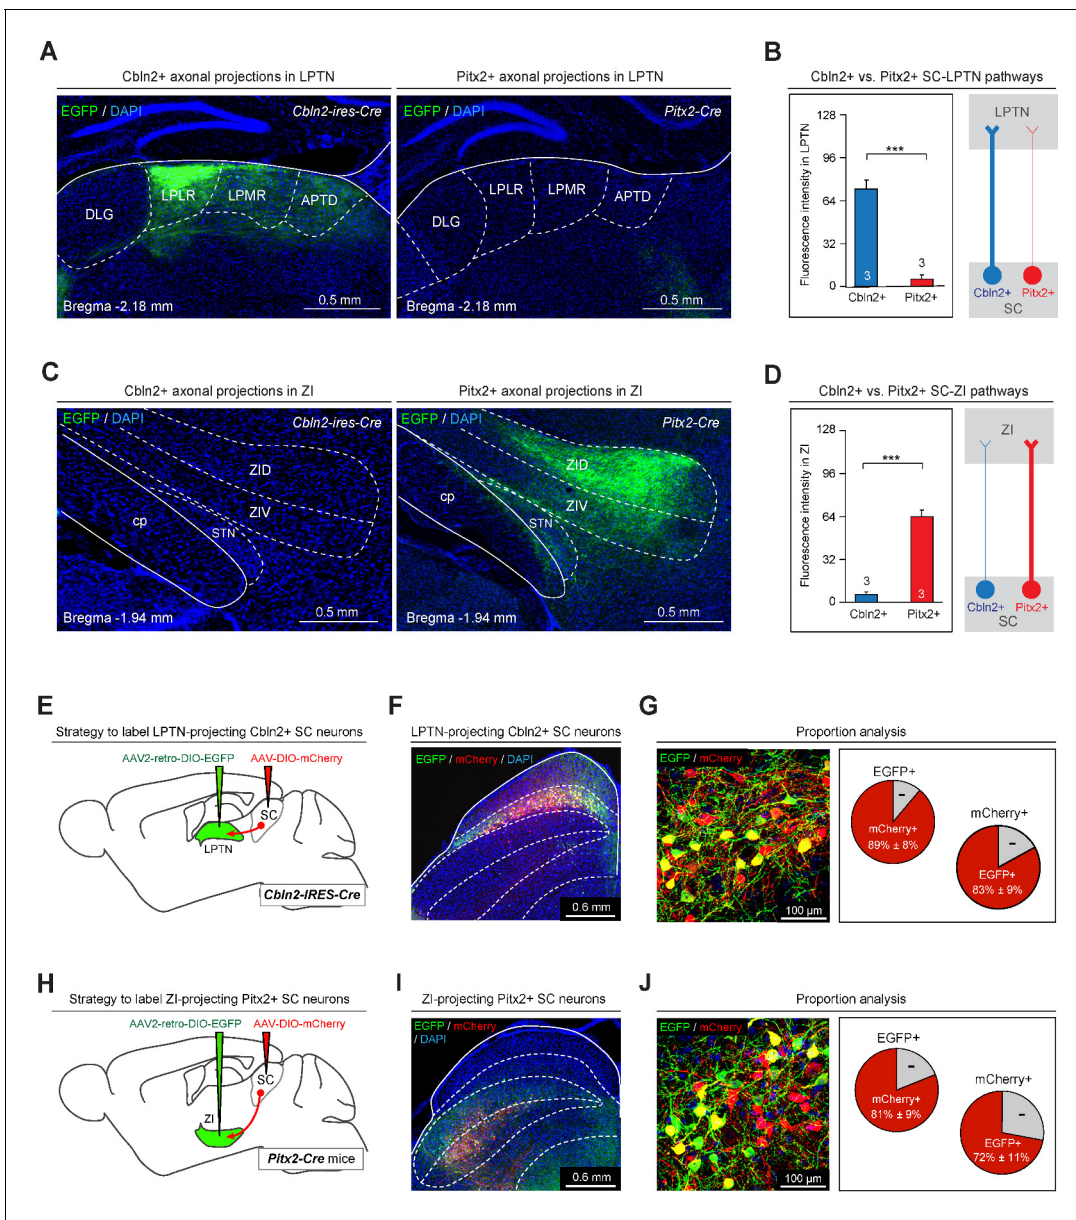 A
Cbln2+ axonal projections in LPTN
Pitx2+ axonal projections in LPTN
EGFP / DAPI
Cbln2-ires-Cre
DLG
LPLR
LPMR
APTD
Bregma -2.18 mm
0.5 mm
EGFP / DAPI
Pitx2-Cre
DLG
LPLR
LPMR
APTD
Bregma -2.18 mm
0.5 mm
B
Cbln2+ vs. Pitx2+ SC-LPTN pathways
Fluorescence intensity in LPTN
128
96
64
32
0
***
3
3
Cbln2+
Pitx2+
LPTN
Cbln2+
Pitx2+
SC
C
Cbln2+ axonal projections in ZI
Pitx2+ axonal projections in ZI
EGFP / DAPI
Cbln2-ires-Cre
ZID
ZIV
cp
STN
Bregma -1.94 mm
0.5 mm
EGFP / DAPI
Pitx2-Cre
ZID
ZIV
cp
STN
Bregma -1.94 mm
0.5 mm
D
Cbln2+ vs. Pitx2+ SC-ZI pathways
Fluorescence intensity in ZI
128
96
64
32
0
***
3
3
Cbln2+
Pitx2+
ZI
Cbln2+
Pitx2+
SC
E
Strategy to label LPTN-projecting Cbln2+ SC neurons
AAV2-retro-DIO-EGFP
AAV-DIO-mCherry
SC
LPTN
Cbln2-IRES-Cre
F
LPTN-projecting Cbln2+ SC neurons
EGFP / mCherry / DAPI
0.6 mm
G
Proportion analysis
EGFP / mCherry
100 µm
EGFP+
-
mCherry+
89% ± 8%
mCherry+
-
EGFP+
83% ± 9%
H
Strategy to label ZI-projecting Pitx2+ SC neurons
AAV2-retro-DIO-EGFP
AAV-DIO-mCherry
SC
ZI
Pitx2-Cre mice
I
ZI-projecting Pitx2+ SC neurons
EGFP / mCherry
/ DAPI
0.6 mm
J
Proportion analysis
EGFP / mCherry
100 µm
EGFP+
-
mCherry+
81% ± 9%
mCherry+
-
EGFP+
72% ± 11%